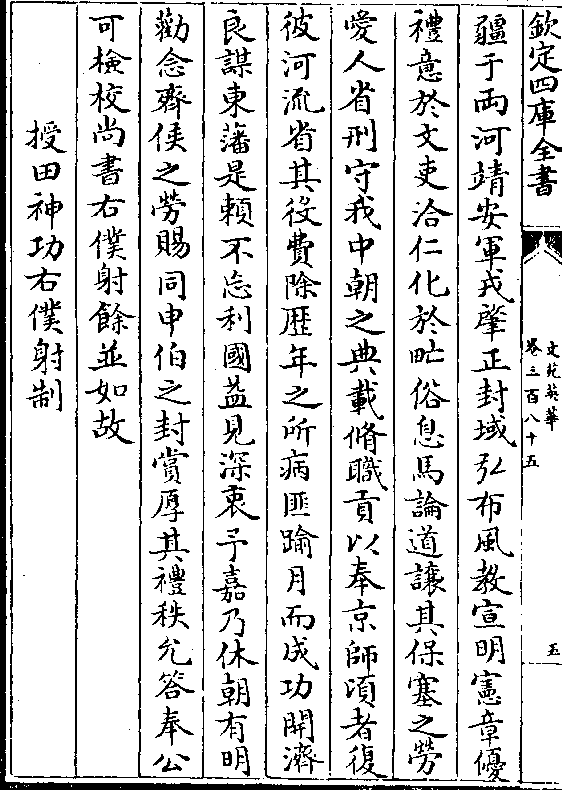 欽定四庫全書
文苑英華
卷三百八十五
五
疆于兩河靖安軍戎肇正封域弘布風教宣明憲章優
禮意於文吏洽仁化於甿俗息馬論道讓其保塞之勞
愛人省刑守我中朝之典載脩職貢以奉京師頃者復
彼河流省其役費除歷年之所病匪踰月而成功開濟
良謀東藩是賴不忘利國益見深衷予嘉乃休朝有明
勸念齊侯之勞賜同申伯之封賞厚其禮秩允答奉公
可檢校尚書右僕射餘並如故
授田神功右僕射制